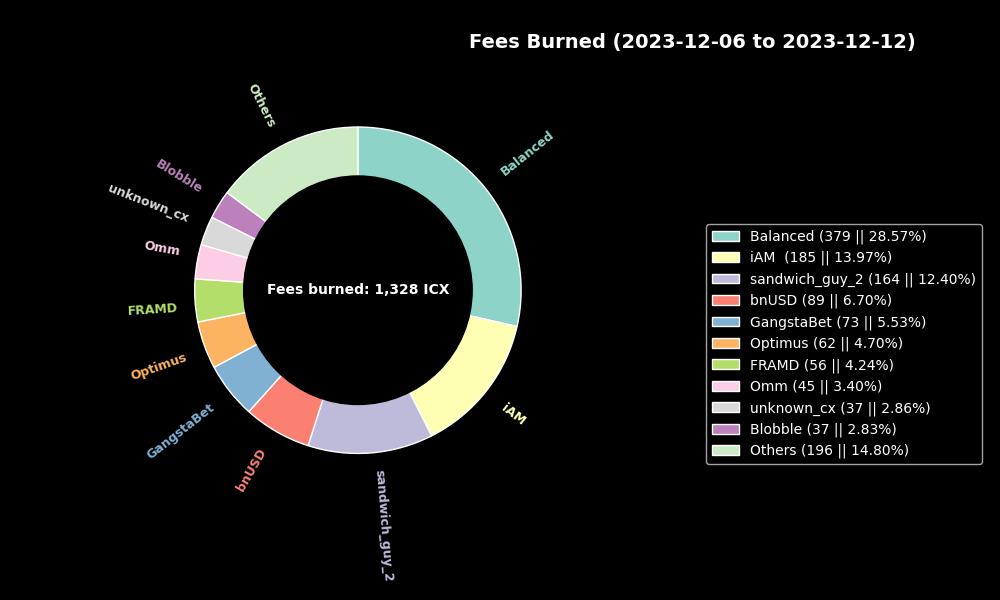 Fees Burned (2023-12-06 to 2023-12-12)
Others
Balanced
Blobble
unknown_cx
Omm
FRAMD
Optimus
GangstaBet
bnUSD
sandwich_guy_2
iAM
Fees burned: 1,328 ICX
Balanced (379 || 28.57%)
iAM  (185 || 13.97%)
sandwich_guy_2 (164 || 12.40%)
bnUSD (89 || 6.70%)
GangstaBet (73 || 5.53%)
Optimus (62 || 4.70%)
FRAMD (56 || 4.24%)
Omm (45 || 3.40%)
unknown_cx (37 || 2.86%)
Blobble (37 || 2.83%)
Others (196 || 14.80%)